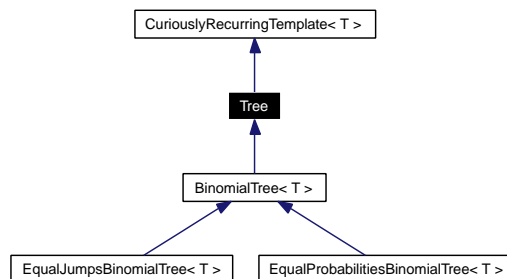 CuriouslyRecurringTemplate< T >
Tree
BinomialTree< T >
EqualJumpsBinomialTree< T >
EqualProbabilitiesBinomialTree< T >